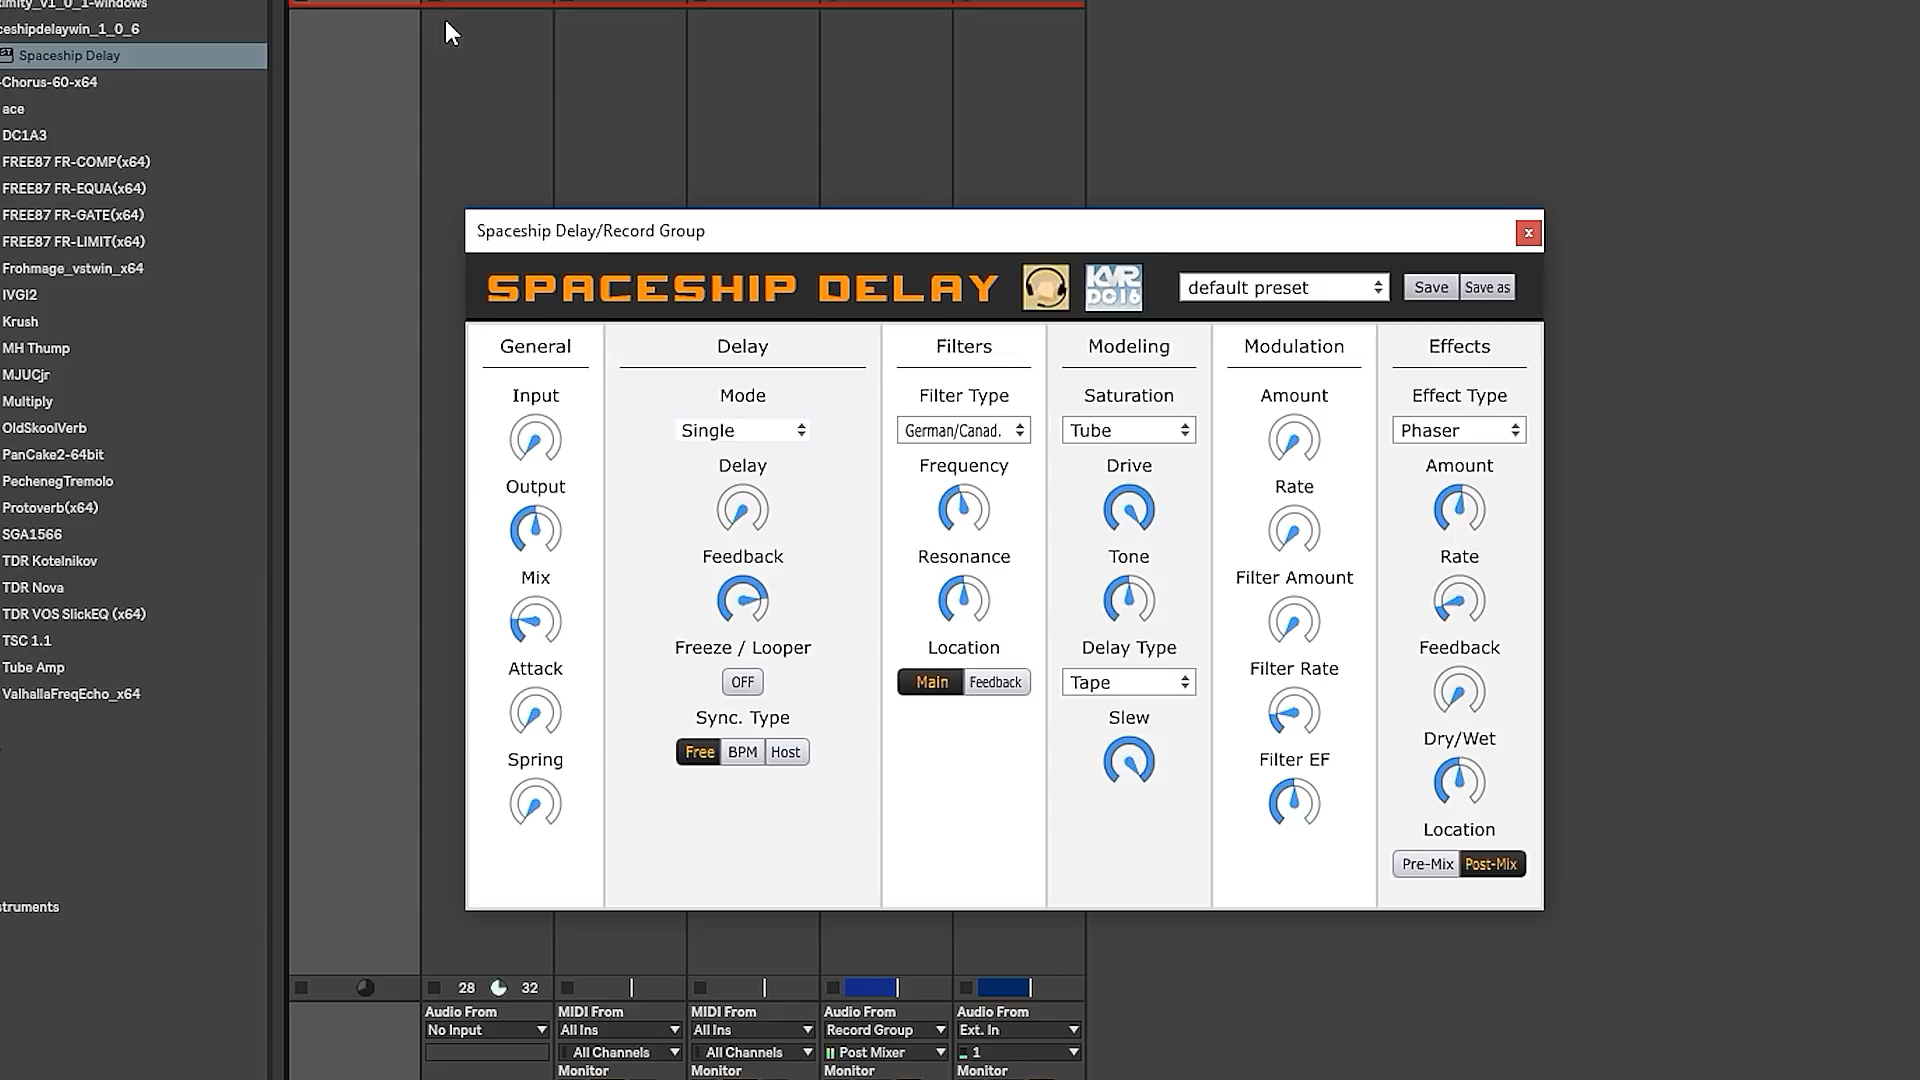 imity_v1_0_1-windows
ceshipdelaywin_1_0_6
Spaceship Delay
-Chorus-60-x64
ace
DC1A3
FREE87 FR-COMP(x64)
FREE87 FR-EQUA(x64)
FREE87 FR-GATE(x64)
FREE87 FR-LIMIT(x64)
Frohmage_vstwin_x64
IVGI2
Krush
MH Thump
MJUCjr
Multiply
OldSkoolVerb
PanCake2-64bit
PechenegTremolo
Protoverb(x64)
SGA1566
TDR Kotelnikov
TDR Nova
TDR VOS SlickEQ (x64)
TSC 1.1
Tube Amp
ValhallaFreqEcho_x64
struments
Spaceship Delay/Record Group
x
SPACESHIP DELAY
KVR
DC16
default preset
Save
Save as
General
Input
Output
Mix
Attack
Spring
Delay
Mode
Single
Delay
Feedback
Freeze / Looper
OFF
Sync. Type
Free BPM Host
Filters
Filter Type
German/Canad.
Frequency
Resonance
Location
Main Feedback
Modeling
Saturation
Tube
Drive
Tone
Delay Type
Tape
Slew
Modulation
Amount
Rate
Filter Amount
Filter Rate
Filter EF
Effects
Effect Type
Phaser
Amount
Rate
Feedback
Dry/Wet
Location
Pre-Mix Post-Mix
28 32
Audio From
No Input
MIDI From
All Ins
All Channels
Monitor
MIDI From
All Ins
All Channels
Monitor
Audio From
Record Group
Post Mixer
Monitor
Audio From
Ext. In
1
Monitor